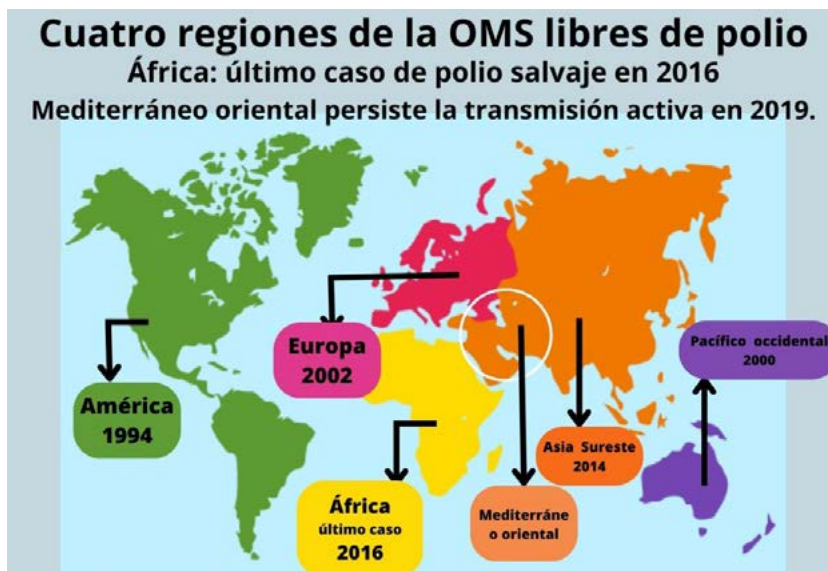 Cuatro regiones de la OMS libres de polio
África: último caso de polio salvaje en 2016
Mediterráneo oriental persiste la transmisión activa en 2019.
Europa
2002
Pacífico occidental
2000
América
1994
Asia Sureste
2014
África
último caso
2016
Mediterráne
o oriental